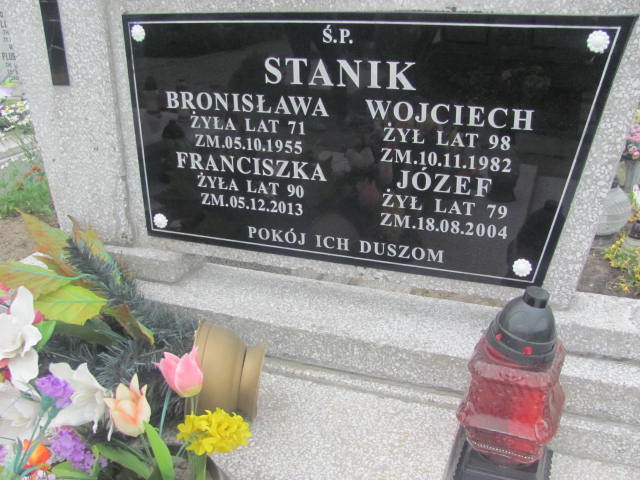 Ś.P.
STANIK
BRONISŁAWA
ŻYŁA LAT 71
ZM.05.10.1955
WOJCIECH
ŻYŁ LAT 98
ZM.10.11.1982
FRANCISZKA
ŻYŁA LAT 90
ZM.05.12.2013
JÓZEF
ŻYŁ LAT 79
ZM.18.08.2004
POKÓJ ICH DUSZOM